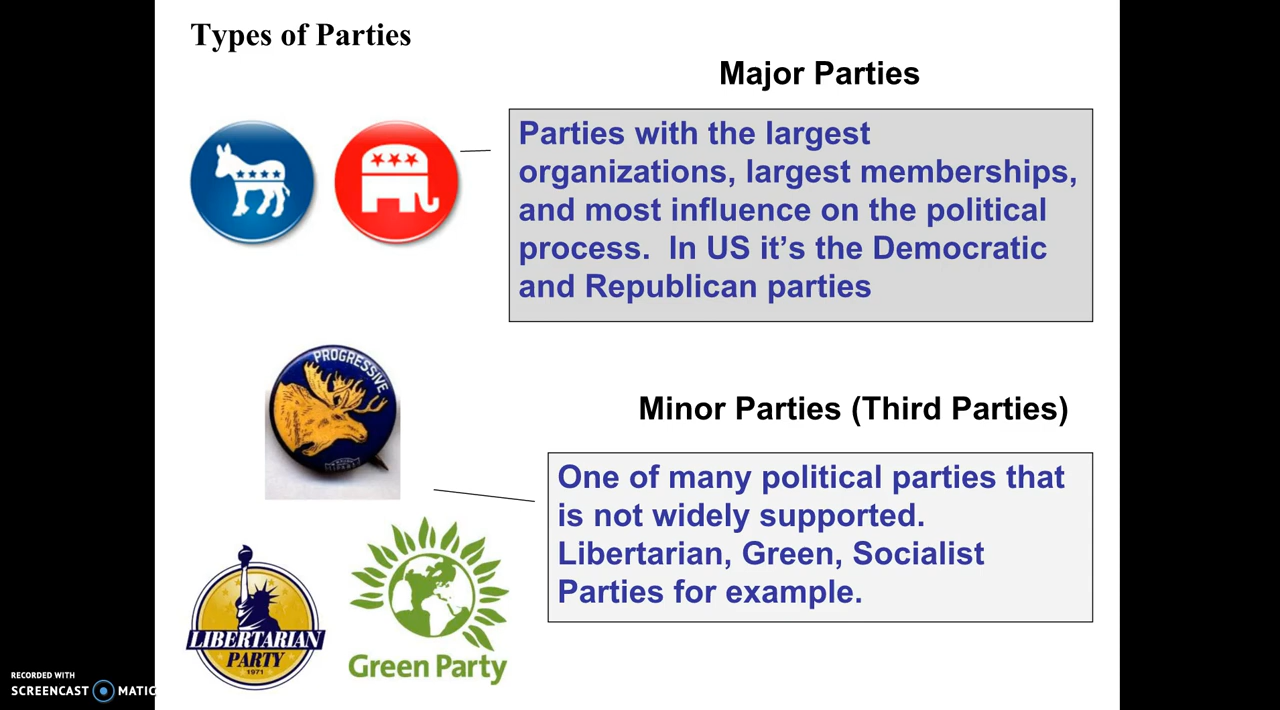 Types of Parties
Major Parties
Parties with the largest
organizations, largest memberships,
and most influence on the political
process.  In US it’s the Democratic
and Republican parties
PROGRESSIVE
Minor Parties (Third Parties)
One of many political parties that
is not widely supported.
Libertarian, Green, Socialist
Parties for example.
LIBERTARIAN
PARTY
1971
Green Party
RECORDED WITH
SCREENCAST MATIC